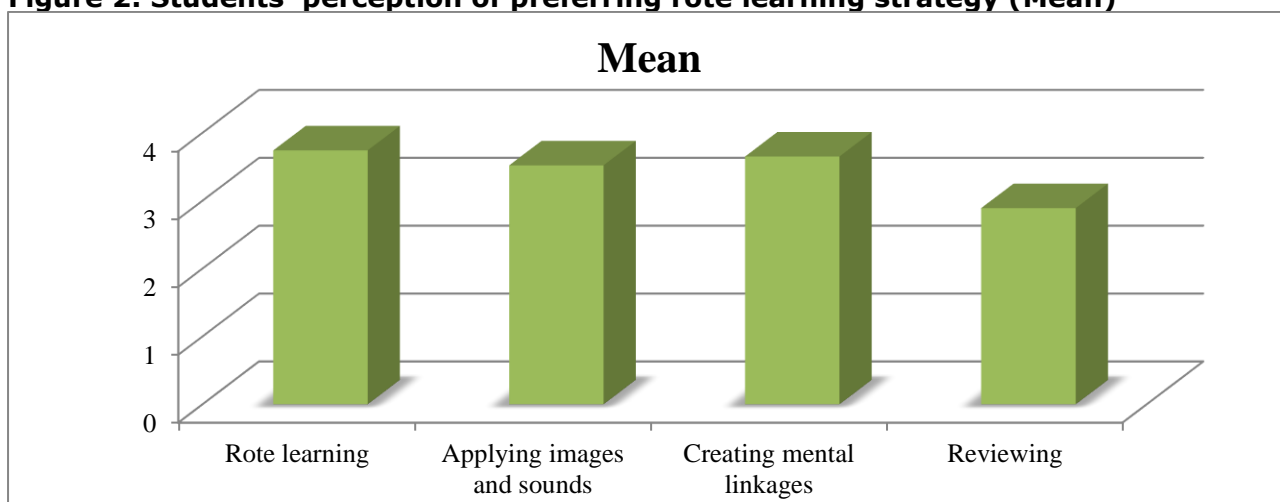 Figure 2. Students' perception of preferring rote learning strategy (Mean)
Mean
4
3
2
1
0
Rote learning
Applying images
and sounds
Creating mental
linkages
Reviewing